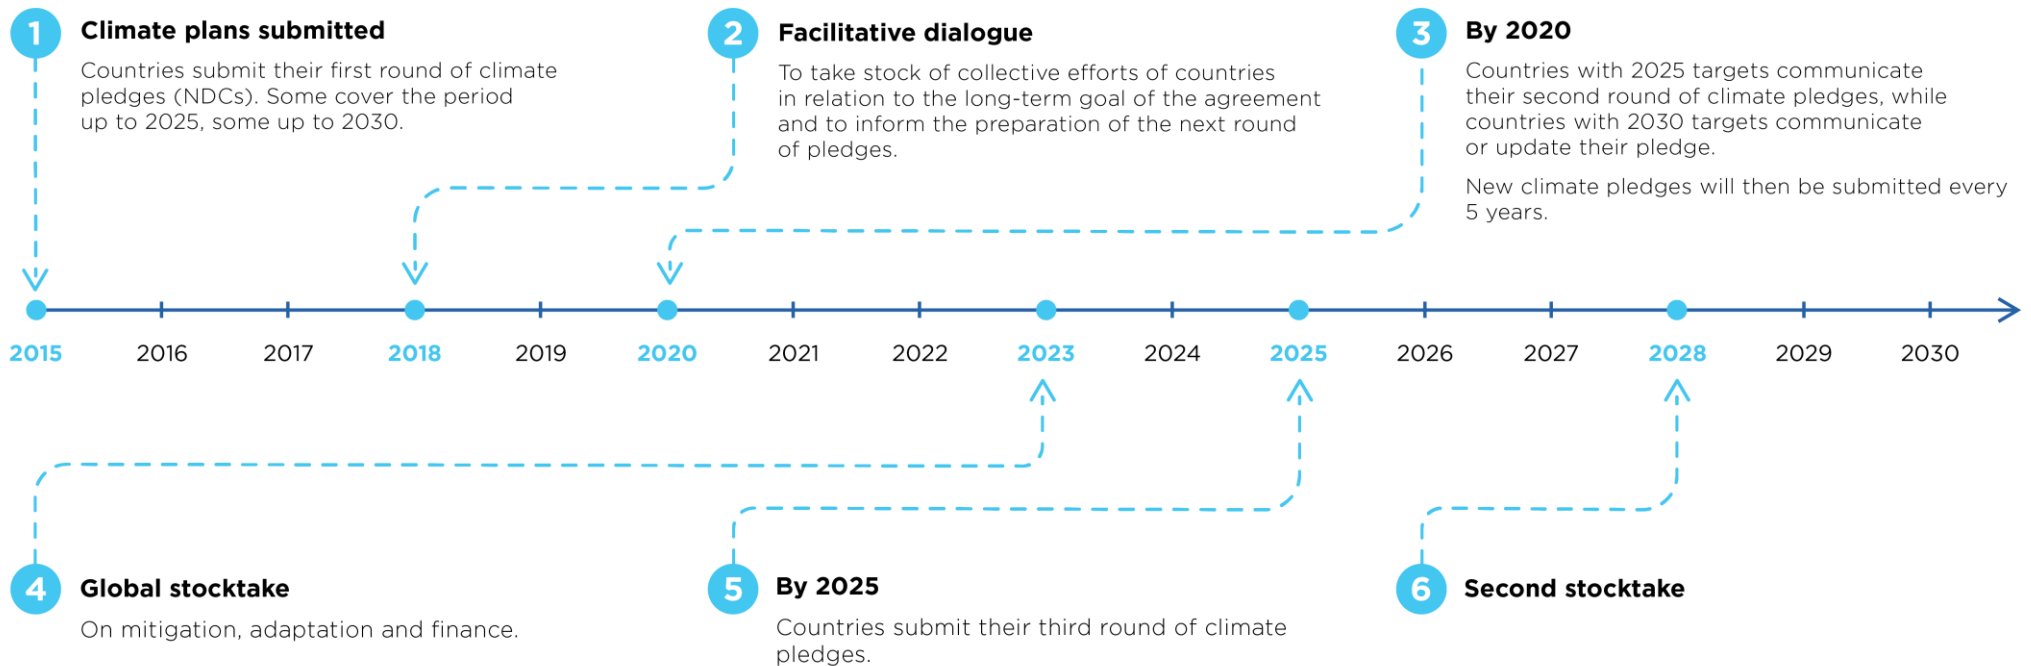 1
Climate plans submitted
Countries submit their first round of climate
pledges (NDCs). Some cover the period
up to 2025, some up to 2030.
2
Facilitative dialogue
To take stock of collective efforts of countries
in relation to the long-term goal of the agreement
and to inform the preparation of the next round
of pledges.
3
By 2020
Countries with 2025 targets communicate
their second round of climate pledges, while
countries with 2030 targets communicate
or update their pledge.
New climate pledges will then be submitted every
5 years.
2015 2016 2017 2018 2019 2020 2021 2022 2023 2024 2025 2026 2027 2028 2029 2030
4
Global stocktake
On mitigation, adaptation and finance.
5
By 2025
Countries submit their third round of climate
pledges.
6
Second stocktake